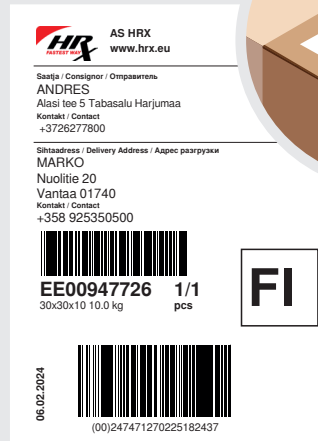 HRX
FASTEST WAY
AS HRX
www.hrx.eu
Saatja / Consignor / Отправитель
ANDRES
Alasi tee 5 Tabasalu Harjumaa
Kontakt / Contact
+3726277800
Sihtaadress / Delivery Address / Адрес разгрузки
MARKO
Nuolitie 20
Vantaa 01740
Kontakt / Contact
+358 925350500
EE00947726 1/1
30x30x10 10.0 kg pcs
FI
06.02.2024
(00)247471270225182437